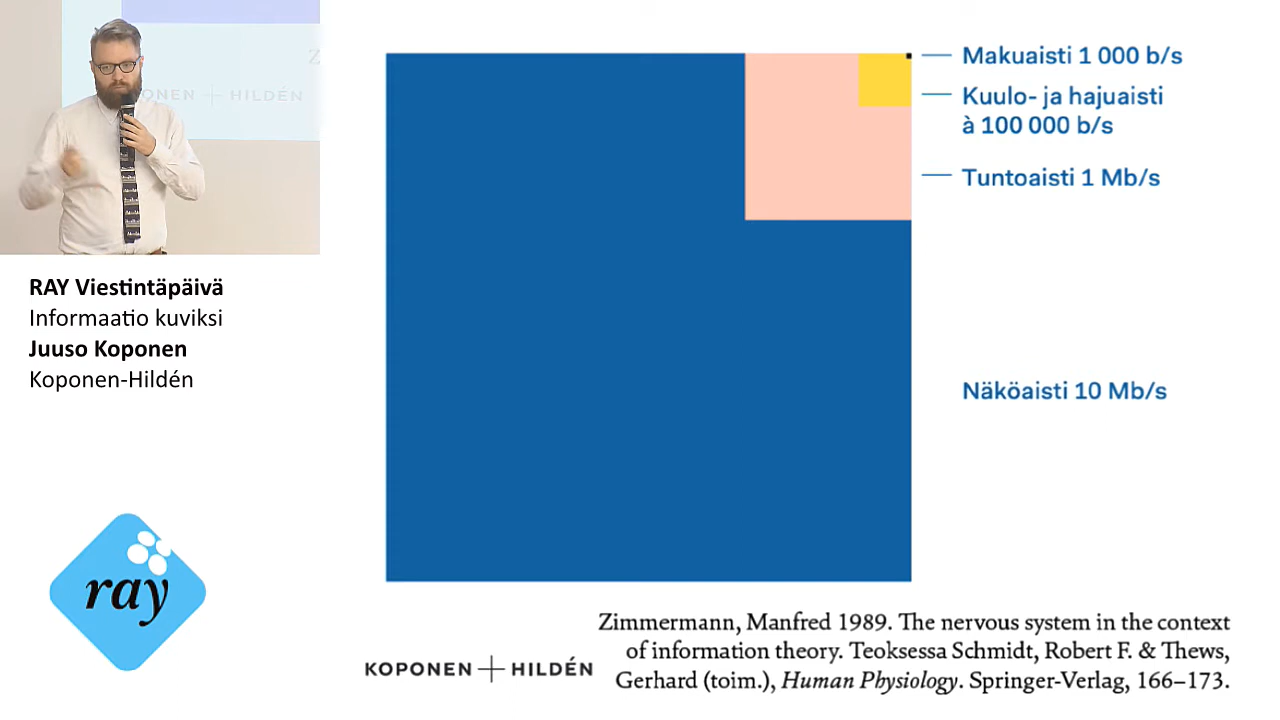 Z
ONEN + HILDÉN
RAY Viestintäpäivä
Informaatio kuviksi
Juuso Koponen
Koponen-Hildén
ray
Makuaisti 1 000 b/s
Kuulo- ja hajuaisti
à 100 000 b/s
Tuntoaisti 1 Mb/s
Näköaisti 10 Mb/s
KOPONEN + HILDÉN
Zimmermann, Manfred 1989. The nervous system in the context
of information theory. Teoksessa Schmidt, Robert F. & Thews,
Gerhard (toim.), Human Physiology. Springer-Verlag, 166–173.